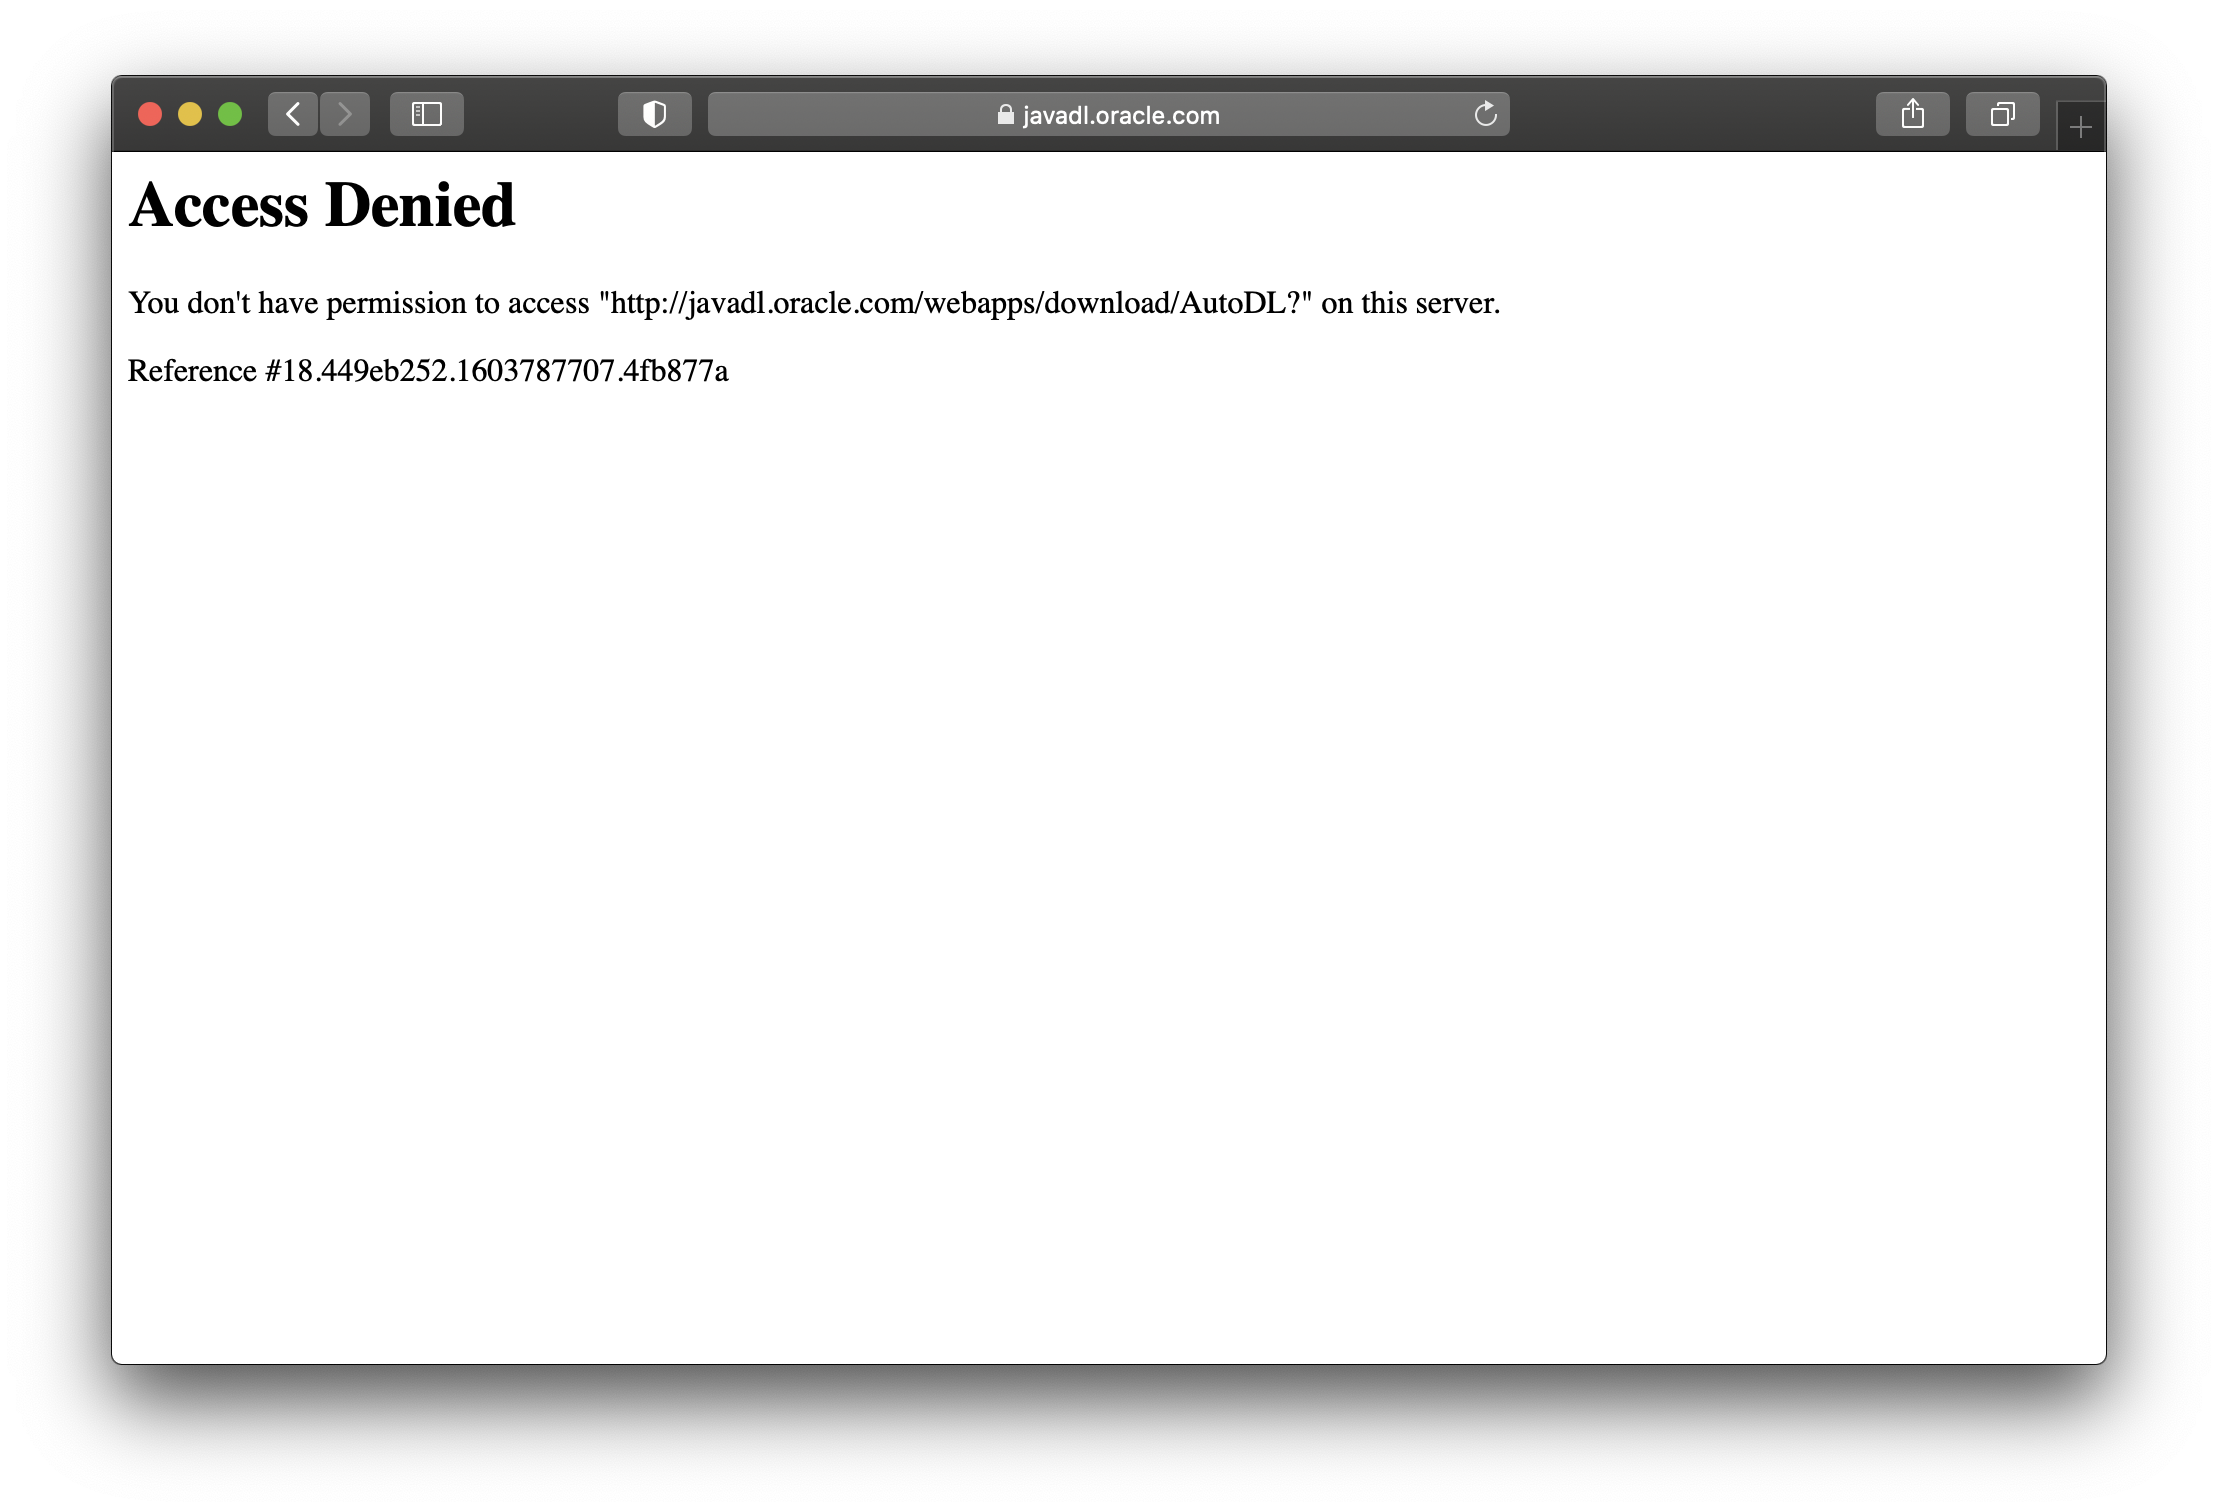 javadl.oracle.com
Access Denied
You don't have permission to access "http://javadl.oracle.com/webapps/download/AutoDL?" on this server.
Reference #18.449eb252.1603787707.4fb877a